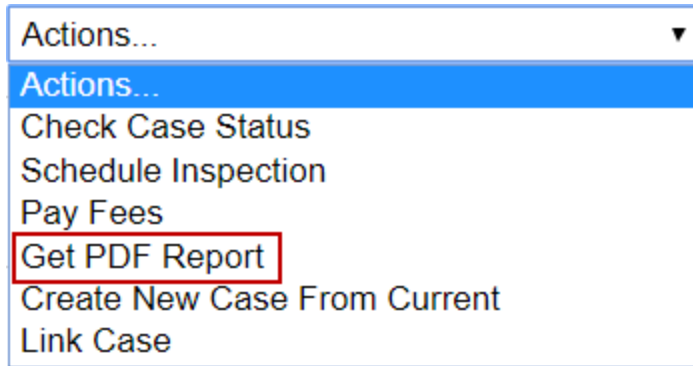 Actions...
Actions...
Check Case Status
Schedule Inspection
Pay Fees
Get PDF Report
Create New Case From Current
Link Case